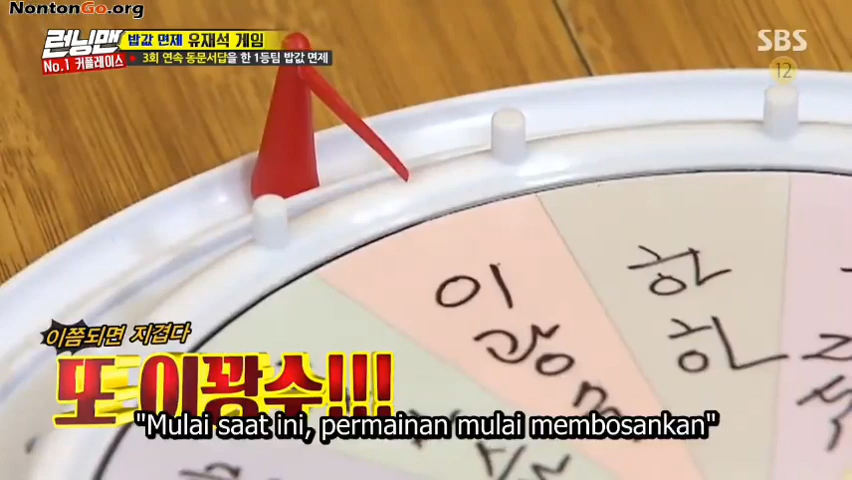 NontonGo.org
런닝맨
No.1 커플레이스
밥값 면제 유재석 게임
3회 연속 동문서답을 한 1등팀 밥값 면제
SBS
12
이
광
하
하
이쯤되면 지겹다
또 이꽝수!!!
"Mulai saat ini, permainan mulai membosankan"